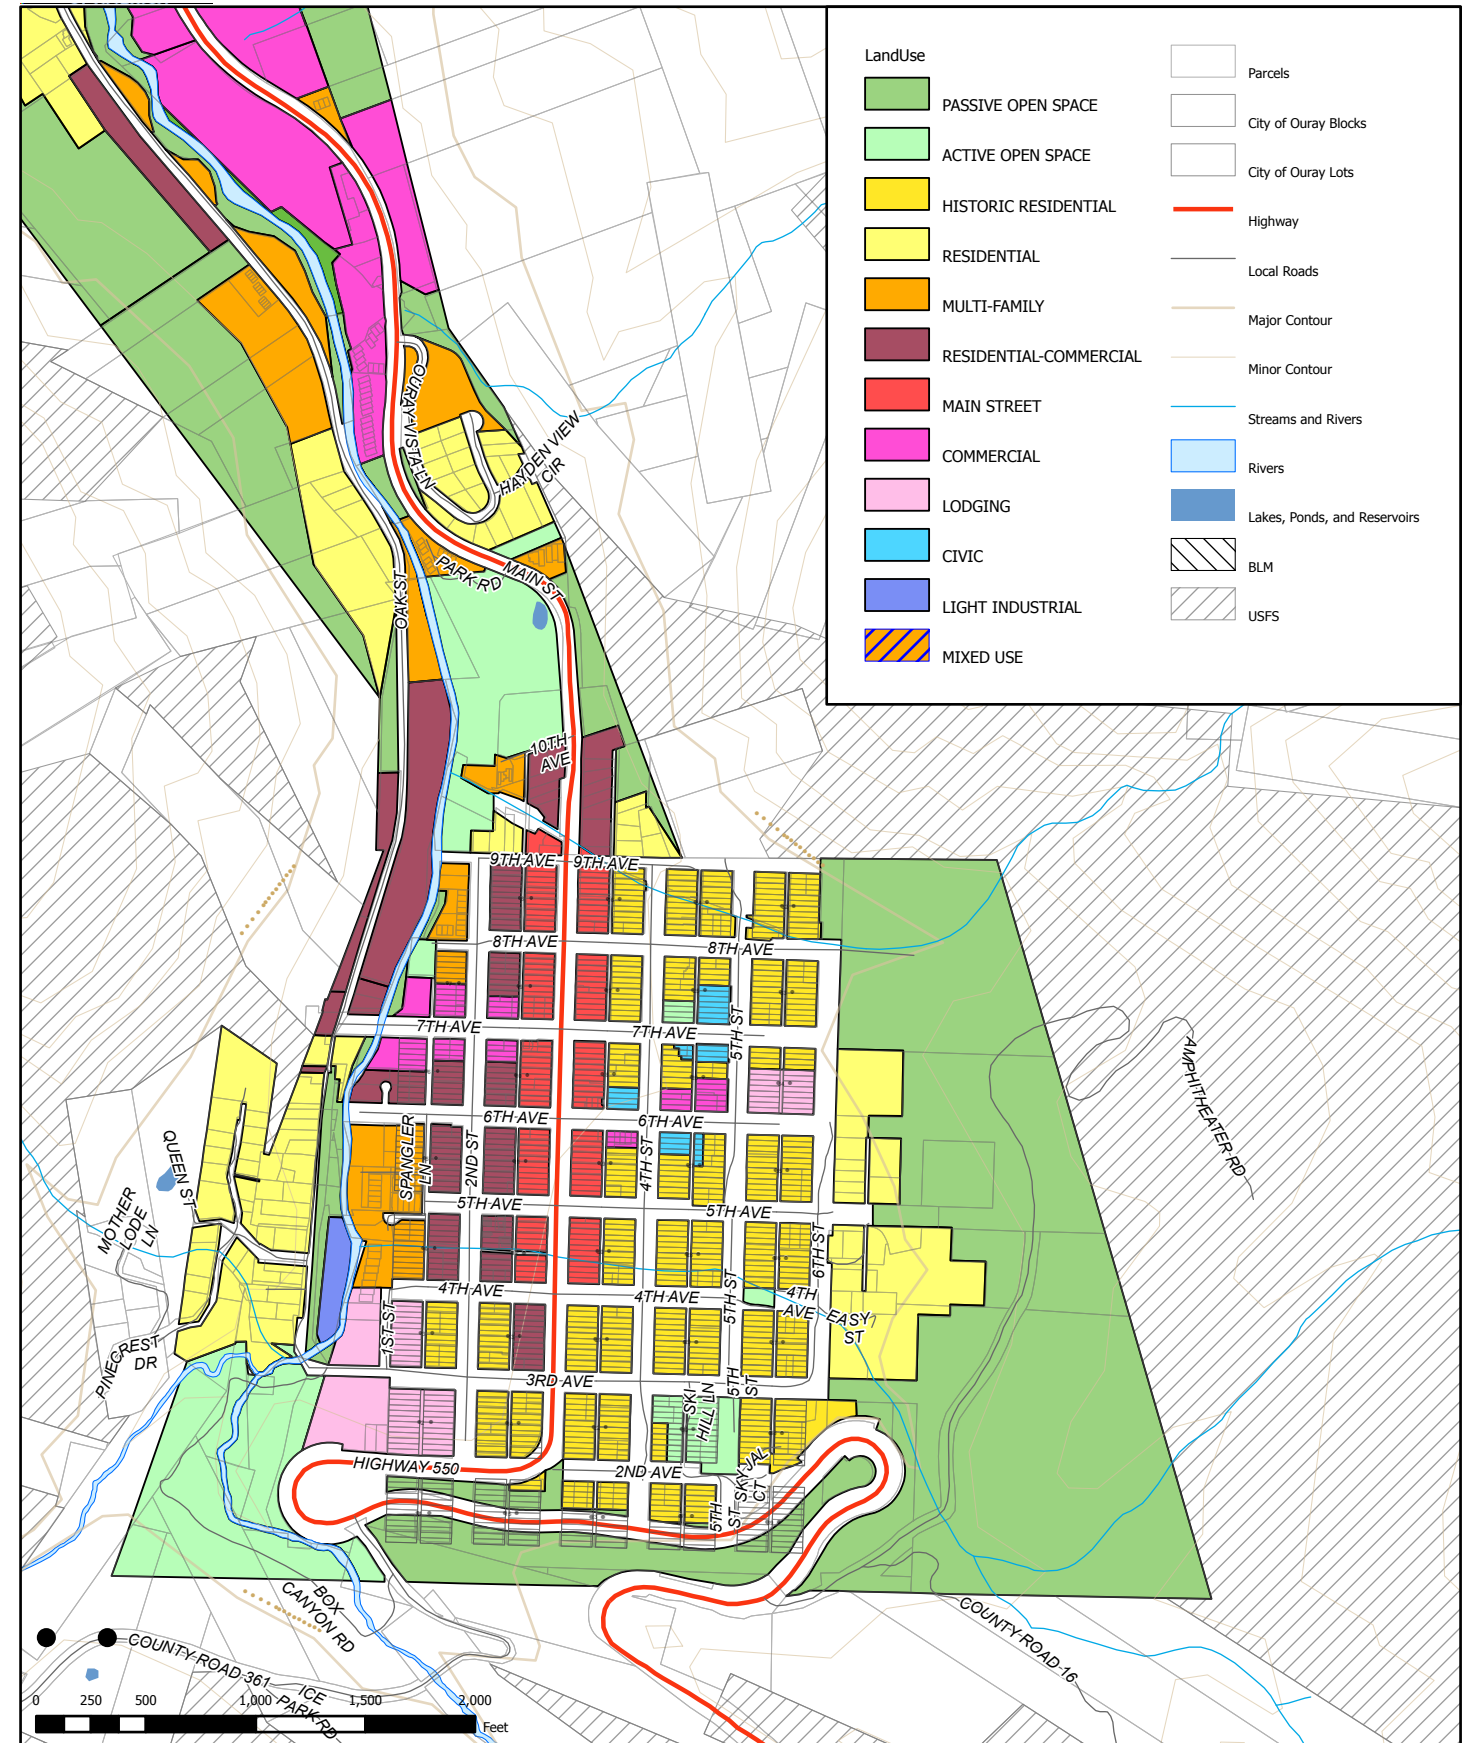 LandUse
PASSIVE OPEN SPACE
ACTIVE OPEN SPACE
HISTORIC RESIDENTIAL
RESIDENTIAL
MULTI-FAMILY
RESIDENTIAL-COMMERCIAL
MAIN STREET
COMMERCIAL
LODGING
CIVIC
LIGHT INDUSTRIAL
MIXED USE
Parcels
City of Ouray Blocks
City of Ouray Lots
Highway
Local Roads
Major Contour
Minor Contour
Streams and Rivers
Rivers
Lakes, Ponds, and Reservoirs
BLM
USFS
OURAY VISTA LN
HAYDEN VIEW
CIR
OAK ST
PARK RD
MAIN ST
10TH
AVE
9TH AVE
9TH AVE
8TH AVE
8TH AVE
7TH AVE
7TH AVE
5TH ST
AMPHITHEATER RD
6TH AVE
6TH AVE
QUEEN ST
SPANGLER
LN
2ND ST
4TH ST
MOTHER
LODE
LN
5TH AVE
5TH AVE
6TH ST
4TH AVE
4TH AVE
5TH ST
4TH
AVE
EASY
ST
1ST ST
PINECREST
DR
3RD AVE
5TH
ST
SKI
HILL LN
HIGHWAY 550
2ND AVE
SKYJAL
CT
5TH
ST
BOX
CANYON RD
COUNTY ROAD 16
COUNTY ROAD 361
ICE
PARK RD
0 250 500 1,000 1,500 2,000
Feet